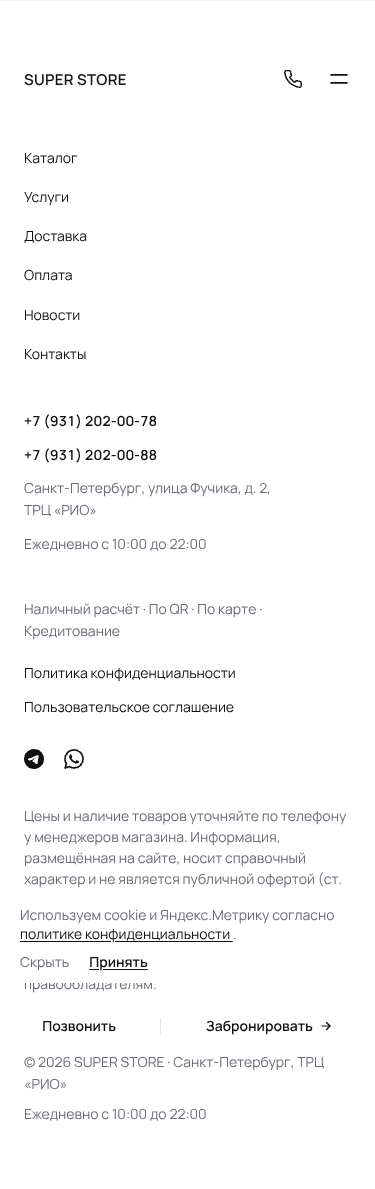 SUPER STORE
Каталог
Услуги
Доставка
Оплата
Новости
Контакты
+7 (931) 202-00-78
+7 (931) 202-00-88
Санкт-Петербург, улица Фучика, д. 2,
ТРЦ «РИО»
Ежедневно с 10:00 до 22:00
Наличный расчёт · По QR · По карте ·
Кредитование
Политика конфиденциальности
Пользовательское соглашение
Цены и наличие товаров уточняйте по телефону
у менеджеров магазина. Информация,
размещённая на сайте, носит справочный
характер и не является публичной офертой (ст.
Используем cookie и Яндекс.Метрику согласно
политике конфиденциальности .
Скрыть Принять
правообладателям.
Позвонить Забронировать →
© 2026 SUPER STORE · Санкт-Петербург, ТРЦ
«РИО»
Ежедневно с 10:00 до 22:00